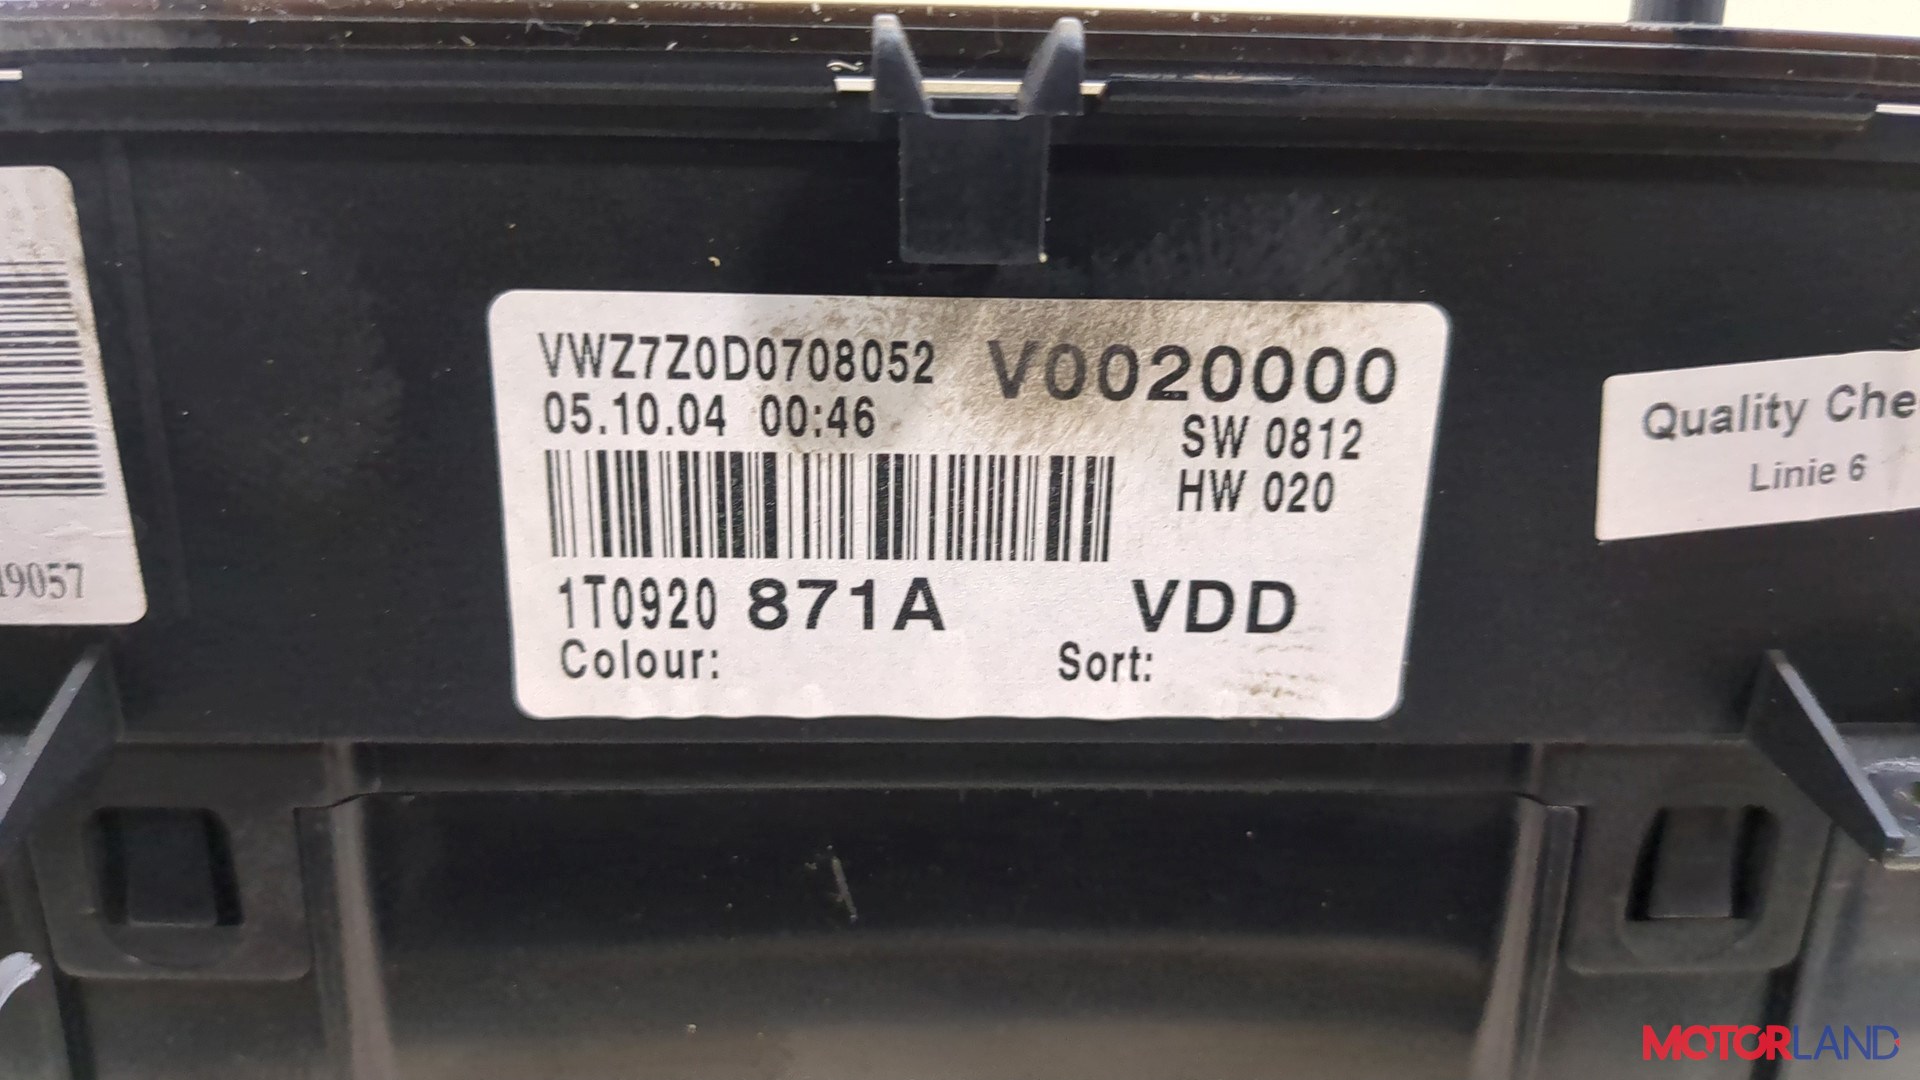 VWZ7Z0D0708052 V0020000
05.10.04 00:46 SW 0812
HW 020
1T0920 871A VDD
Colour: Sort:
Quality Che
Linie 6
19057
MOTORLAND